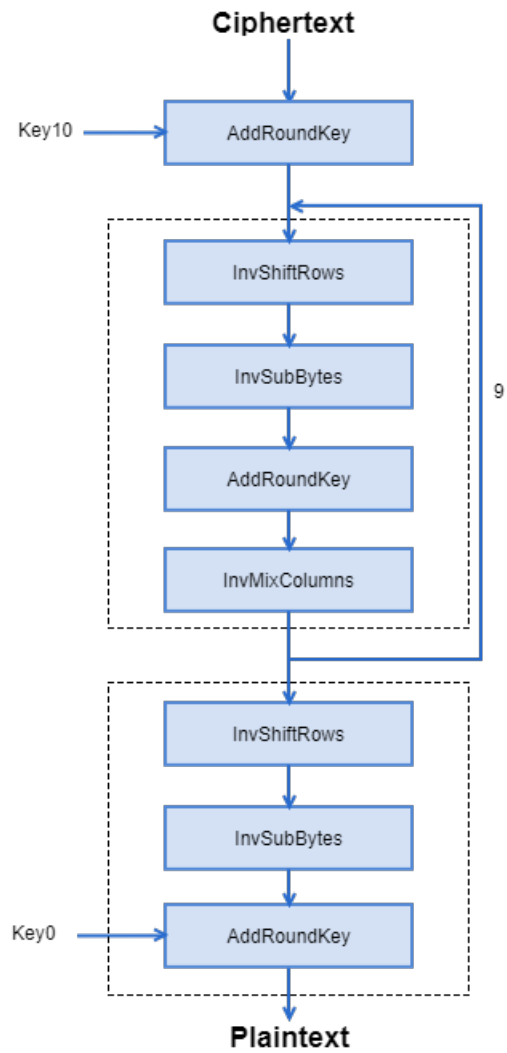 Ciphertext
Key10
AddRoundKey
InvShiftRows
InvSubBytes
9
AddRoundKey
InvMixColumns
InvShiftRows
InvSubBytes
Key0
AddRoundKey
Plaintext